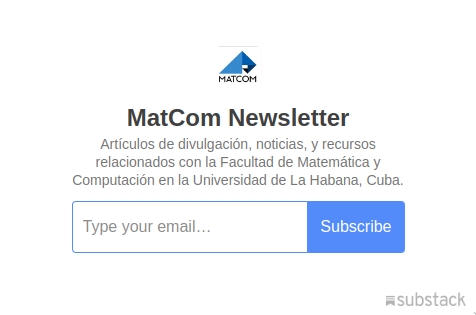 MATCOM
MatCom Newsletter
Artículos de divulgación, noticias, y recursos
relacionados con la Facultad de Matemática y
Computación en la Universidad de La Habana, Cuba.
Type your email…
Subscribe
substack